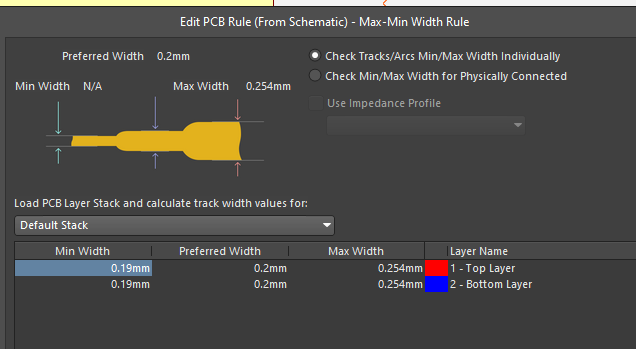 Edit PCB Rule (From Schematic) - Max-Min Width Rule
Preferred Width 0.2mm
Check Tracks/Arcs Min/Max Width Individually
Check Min/Max Width for Physically Connected
Min Width N/A Max Width 0.254mm
Use Impedance Profile
Load PCB Layer Stack and calculate track width values for:
Default Stack
Min Width Preferred Width Max Width Layer Name
0.19mm 0.2mm 0.254mm 1 - Top Layer
0.19mm 0.2mm 0.254mm 2 - Bottom Layer